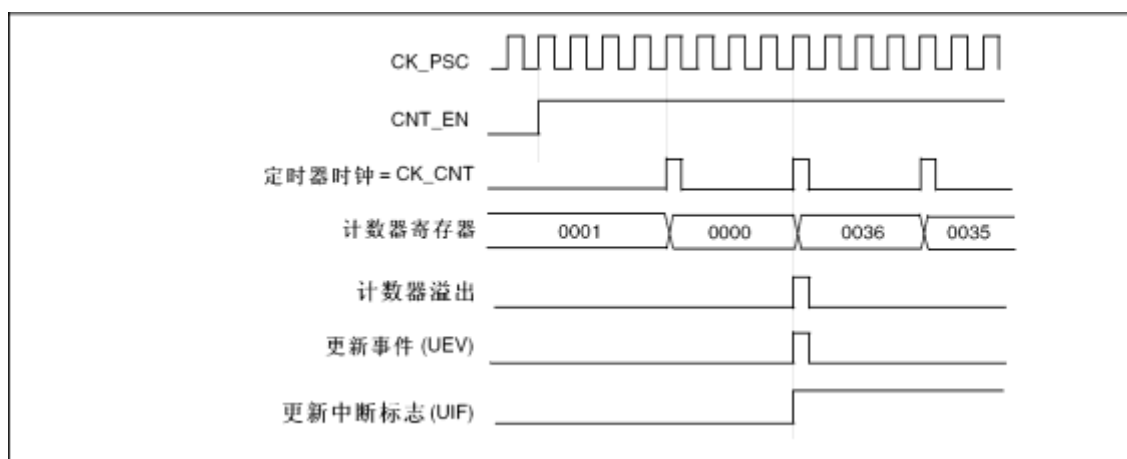 CK_PSC
CNT_EN
定时器时钟 = CK_CNT
计数器寄存器 0001 0000 0036 0035
计数器溢出
更新事件 (UEV)
更新中断标志 (UIF)